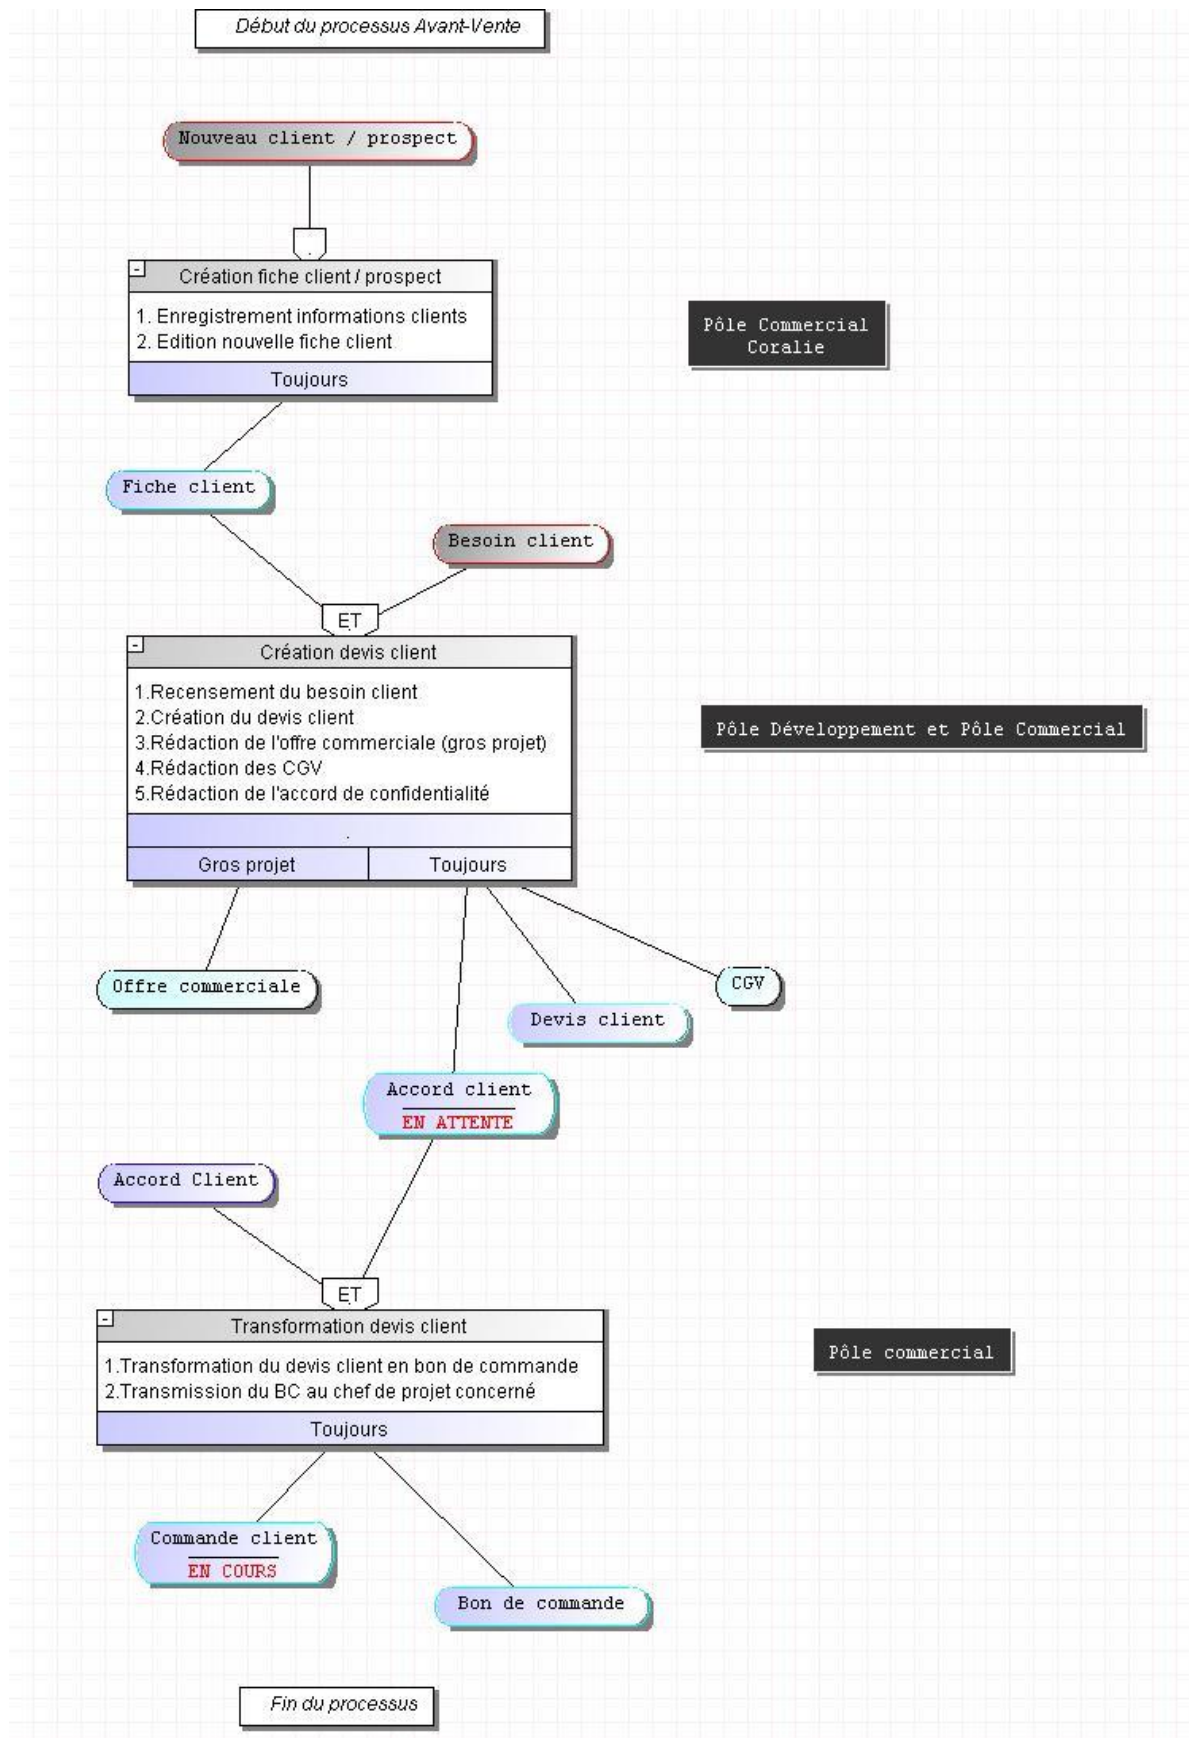 Début du processus Avant-Vente
Nouveau client / prospect
Création fiche client / prospect
1. Enregistrement informations clients
2. Edition nouvelle fiche client
Toujours
Pôle Commercial
Coralie
Fiche client
Besoin client
ET
Création devis client
1.Recensement du besoin client
2.Création du devis client
3.Rédaction de l'offre commerciale (gros projet)
4.Rédaction des CGV
5.Rédaction de l'accord de confidentialité
.
Gros projet
Toujours
Pôle Développement et Pôle Commercial
Offre commerciale
CGV
Devis client
Accord client
EN ATTENTE
Accord Client
ET
Transformation devis client
1.Transformation du devis client en bon de commande
2.Transmission du BC au chef de projet concerné
Toujours
Pôle commercial
Commande client
EN COURS
Bon de commande
Fin du processus